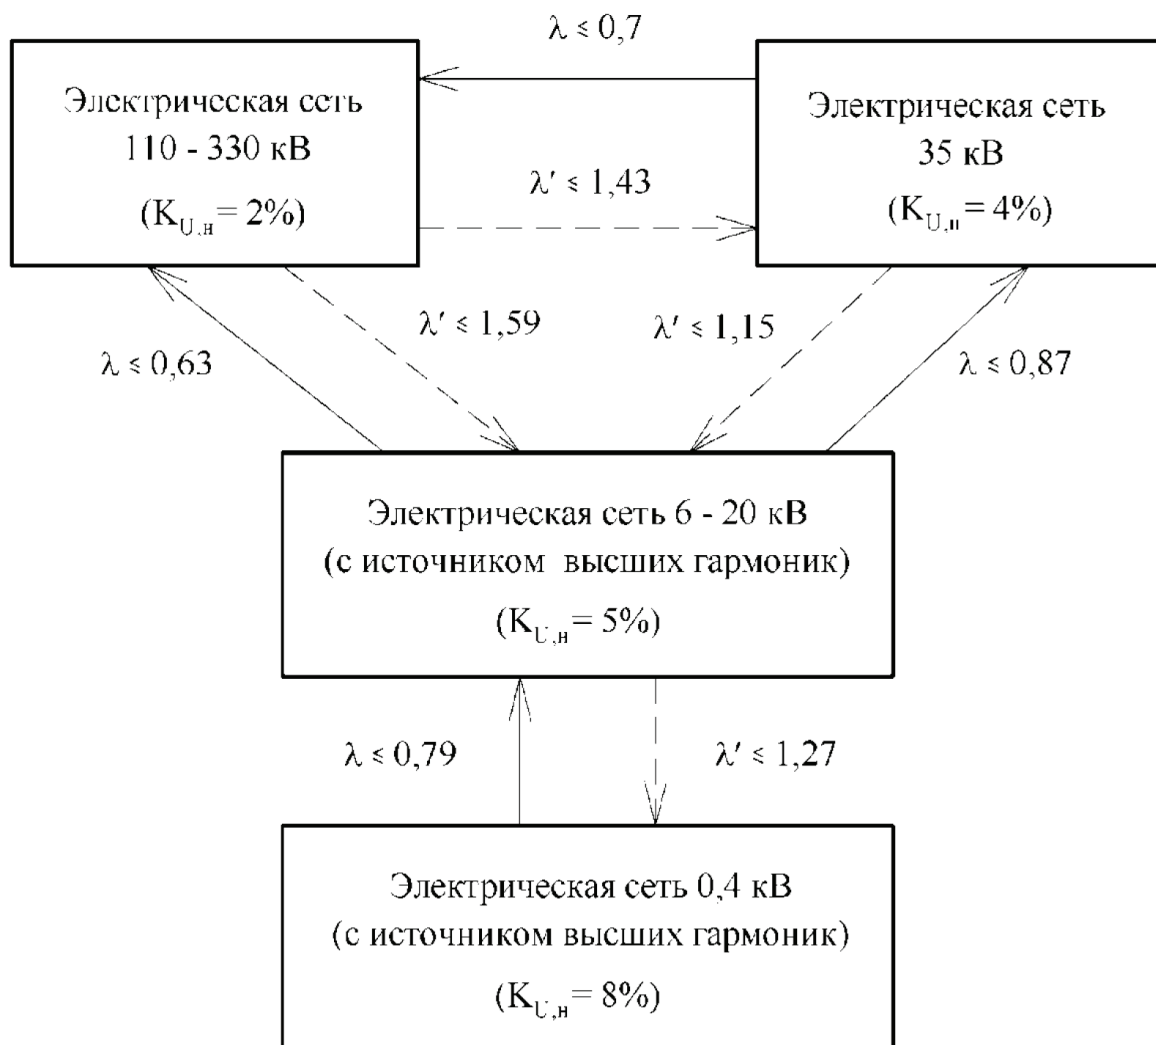 λ ≤ 0,7
Электрическая сеть
110 - 330 кВ
(K_U,н = 2%)
Электрическая сеть
35 кВ
(K_U,н = 4%)
λ′ ≤ 1,43
λ′ ≤ 1,59
λ′ ≤ 1,15
λ ≤ 0,63
λ ≤ 0,87
Электрическая сеть 6 - 20 кВ
(с источником высших гармоник)
(K_U,н = 5%)
λ ≤ 0,79
λ′ ≤ 1,27
Электрическая сеть 0,4 кВ
(с источником высших гармоник)
(K_U,н = 8%)